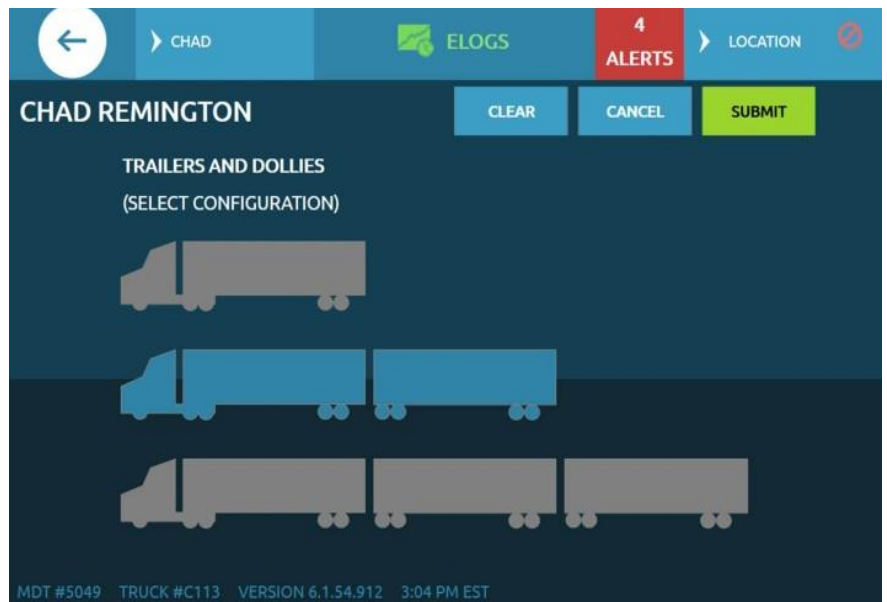 CHAD
ELOGS
4
ALERTS
LOCATION
CHAD REMINGTON
CLEAR
CANCEL
SUBMIT
TRAILERS AND DOLLIES
(SELECT CONFIGURATION)
MDT #5049 TRUCK #C113 VERSION 6.1.54.912 3:04 PM EST